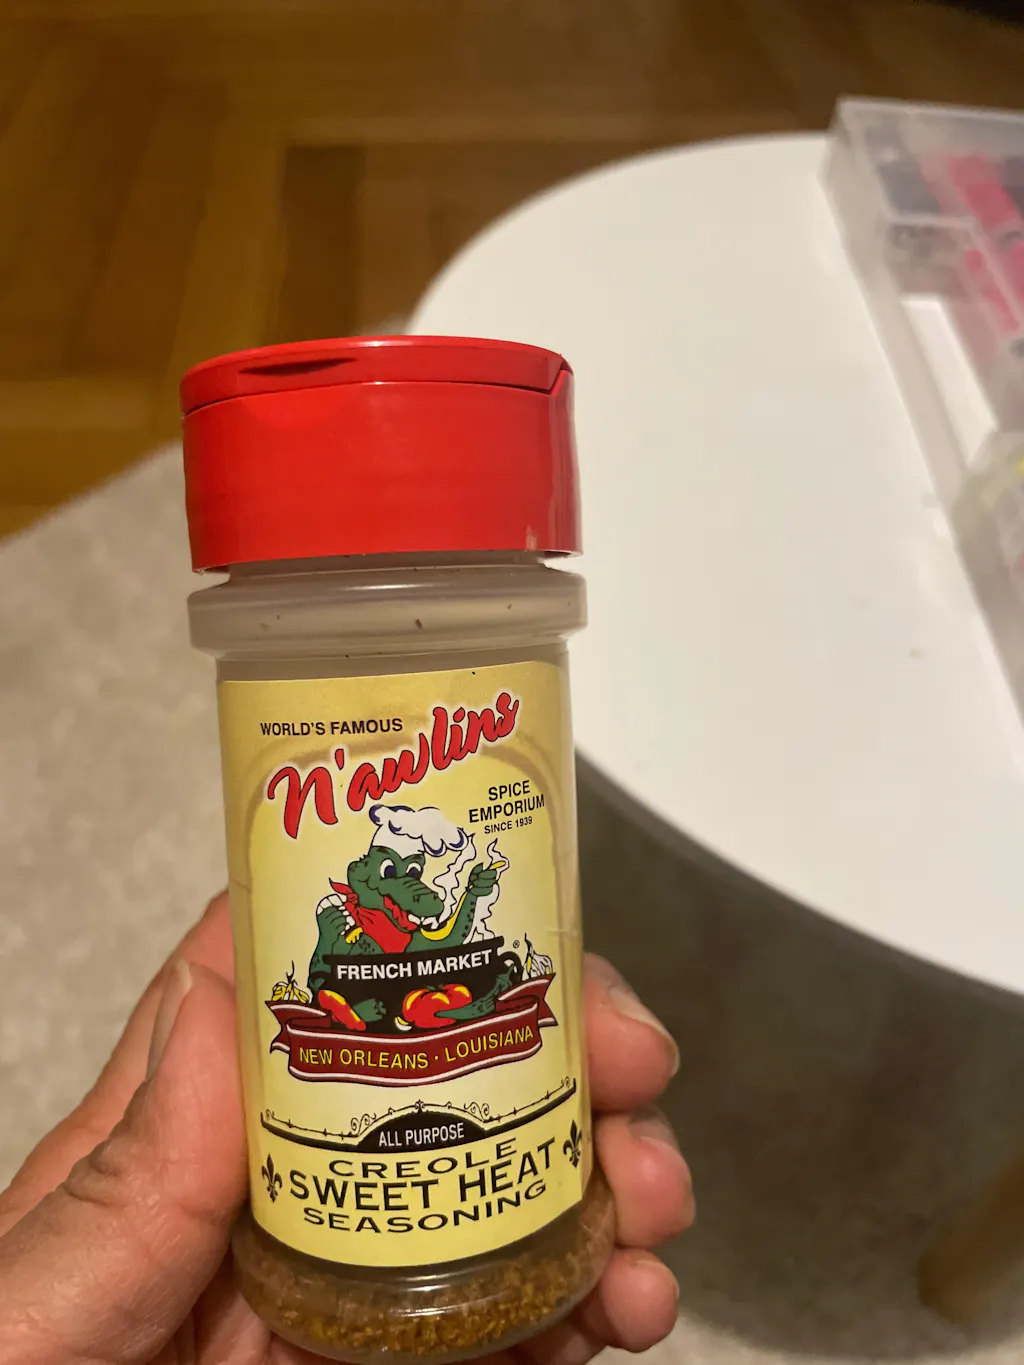 WORLD'S FAMOUS
N'awlins
SPICE
EMPORIUM
SINCE 1939
®
FRENCH MARKET
NEW ORLEANS · LOUISIANA
ALL PURPOSE
CREOLE
SWEET HEAT
SEASONING